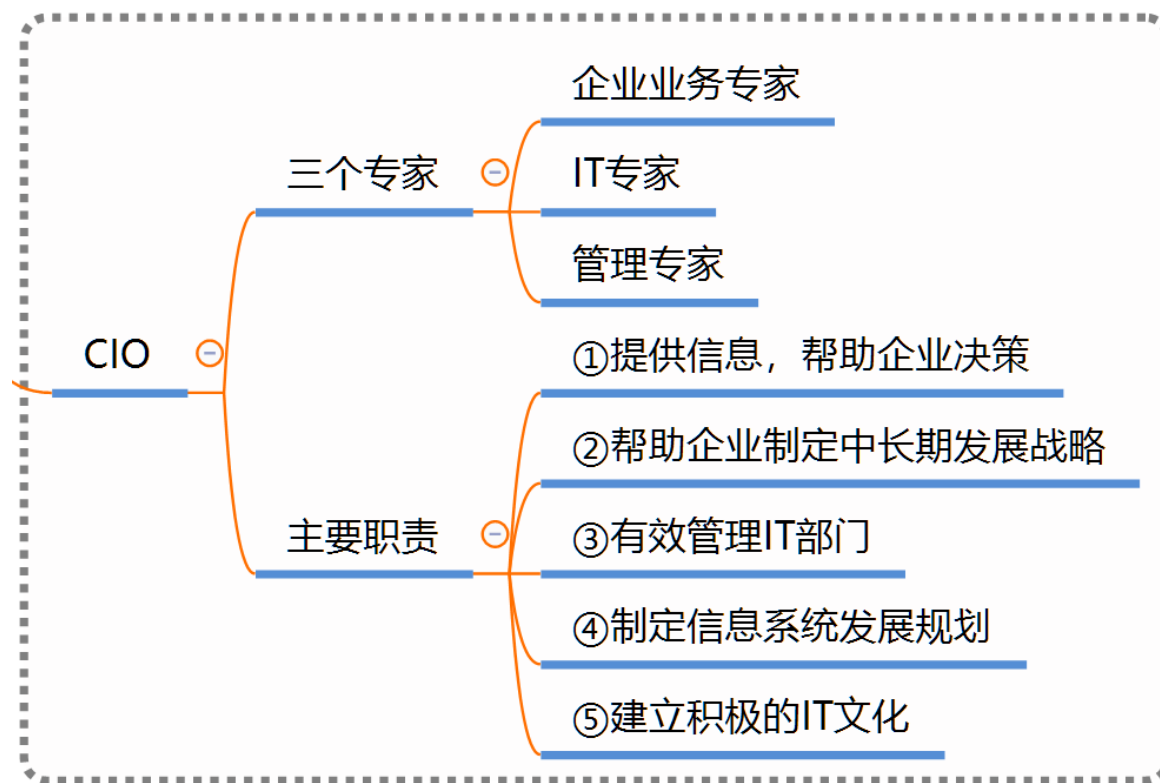 CIO
三个专家
企业业务专家
IT专家
管理专家
主要职责
①提供信息，帮助企业决策
②帮助企业制定中长期发展战略
③有效管理IT部门
④制定信息系统发展规划
⑤建立积极的IT文化